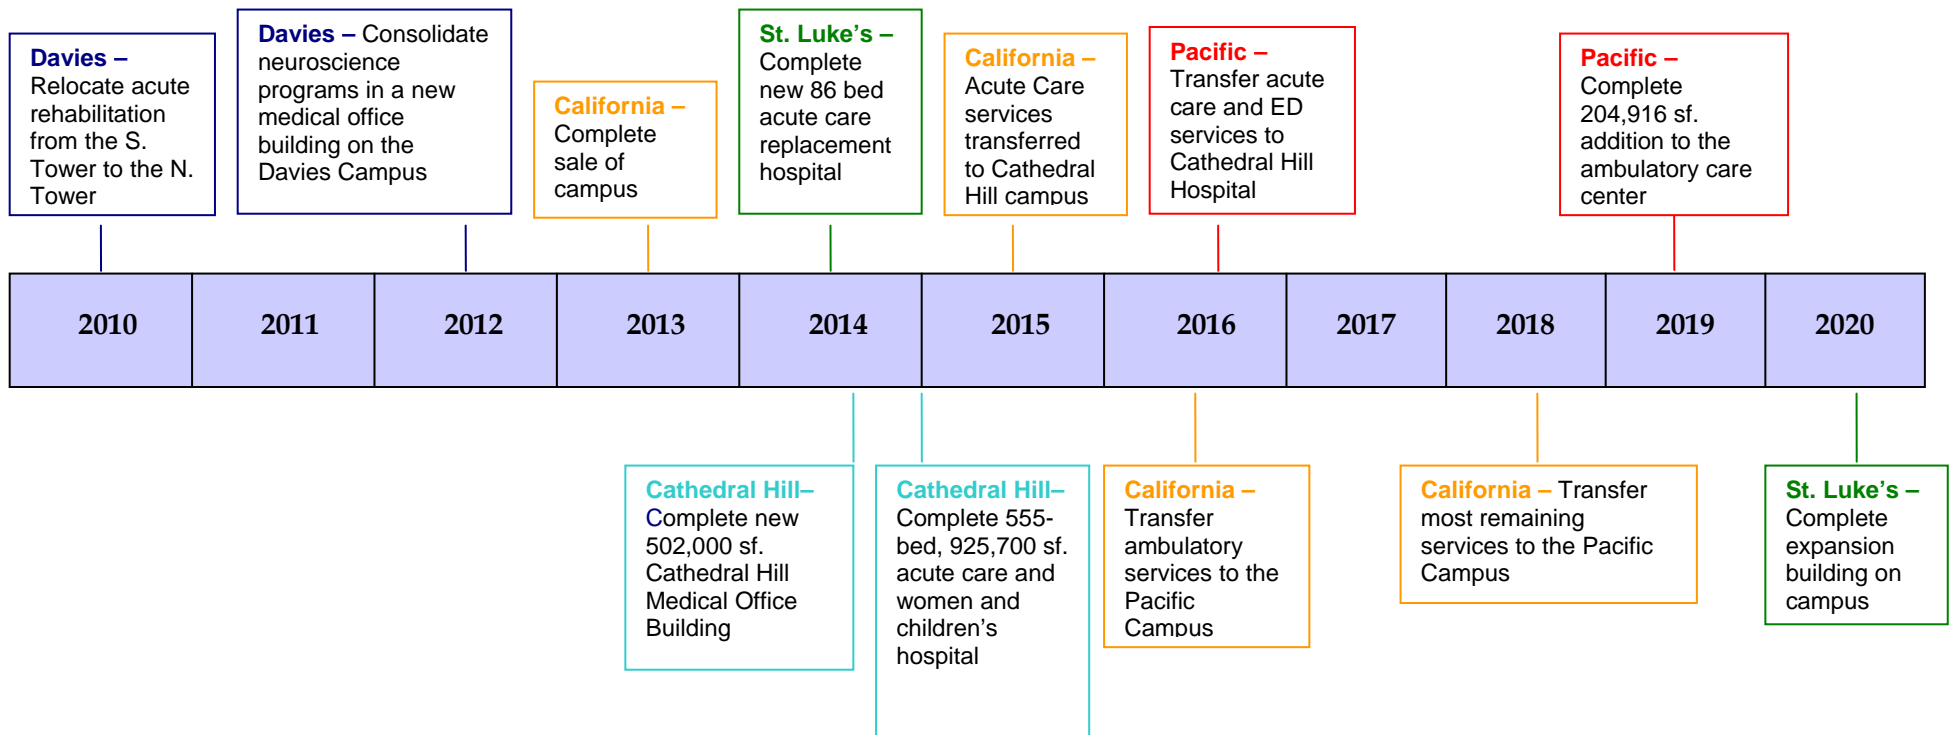 Davies –
Relocate acute
rehabilitation
from the S.
Tower to the N.
Tower
Davies – Consolidate
neuroscience
programs in a new
medical office
building on the
Davies Campus
California –
Complete
sale of
campus
St. Luke's –
Complete
new 86 bed
acute care
replacement
hospital
California –
Acute Care
services
transferred
to Cathedral
Hill campus
Pacific –
Transfer acute
care and ED
services to
Cathedral Hill
Hospital
Pacific –
Complete
204,916 sf.
addition to the
ambulatory care
center
2010 2011 2012 2013 2014 2015 2016 2017 2018 2019 2020
Cathedral Hill–
Complete new
502,000 sf.
Cathedral Hill
Medical Office
Building
Cathedral Hill–
Complete 555-
bed, 925,700 sf.
acute care and
women and
children's
hospital
California –
Transfer
ambulatory
services to the
Pacific
Campus
California – Transfer
most remaining
services to the Pacific
Campus
St. Luke's –
Complete
expansion
building on
campus